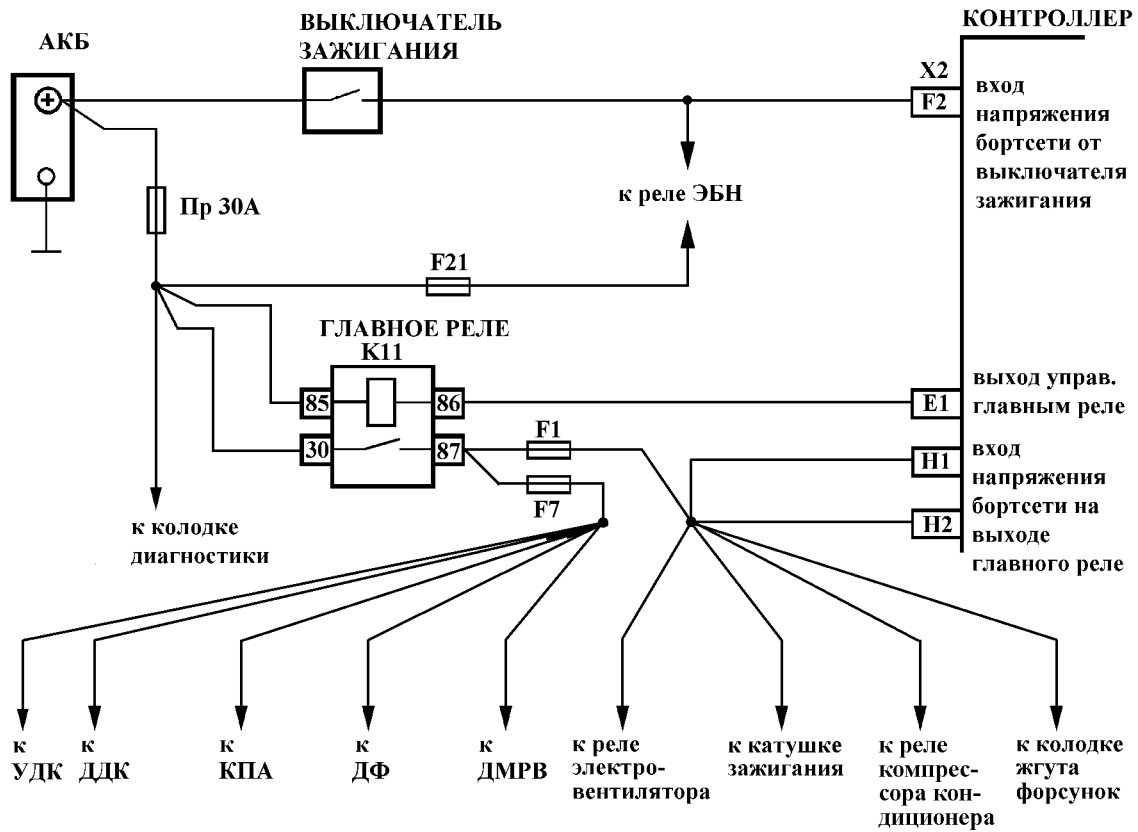 АКБ
ВЫКЛЮЧАТЕЛЬ
ЗАЖИГАНИЯ
КОНТРОЛЛЕР
X2
F2
вход
напряжения
бортсети от
выключателя
зажигания
Пр 30А
к реле ЭБН
F21
ГЛАВНОЕ РЕЛЕ
K11
85
86
30
87
F1
F7
E1
выход управ.
главным реле
H1
H2
вход
напряжения
бортсети на
выходе
главного реле
к колодке
диагностики
к
УДК
к
ДДК
к
КПА
к
ДФ
к
ДМРВ
к реле
электро-
вентилятора
к катушке
зажигания
к реле
компрес-
сора кон-
диционера
к колодке
жгута
форсунок